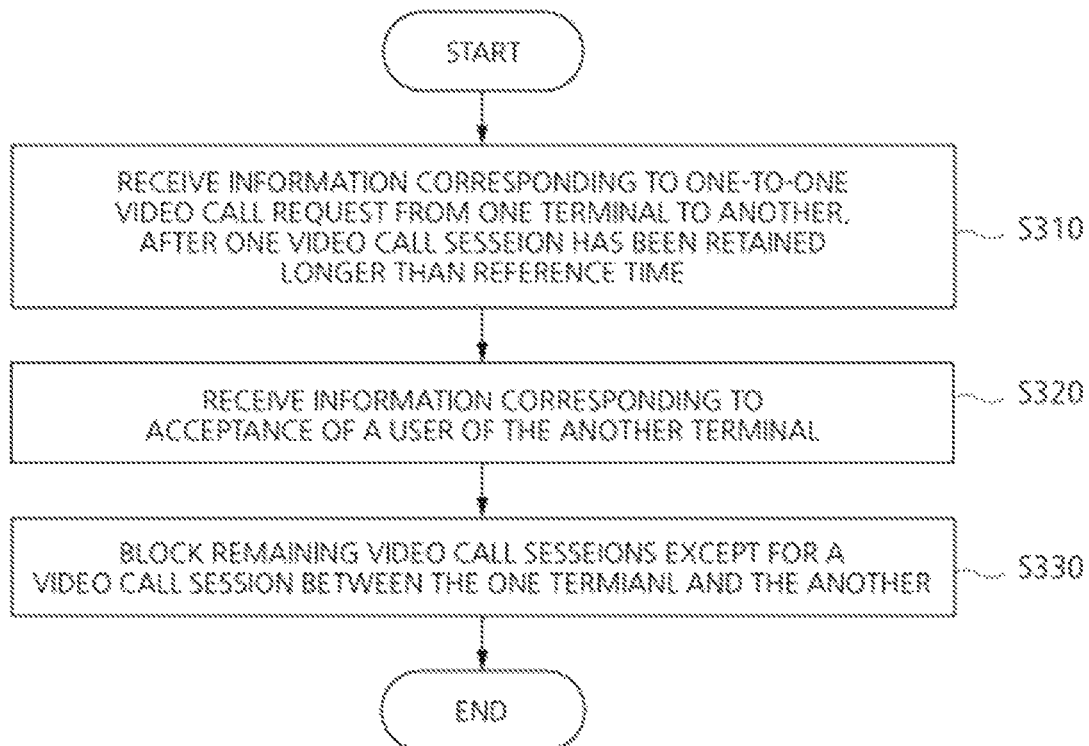 START
RECEIVE INFORMATION CORRESPONDING TO ONE-TO-ONE
VIDEO CALL REQUEST FROM ONE TERMINAL TO ANOTHER,
AFTER ONE VIDEO CALL SESSEION HAS BEEN RETAINED
LONGER THAN REFERENCE TIME
S310
RECEIVE INFORMATION CORRESPONDING TO
ACCEPTANCE OF A USER OF THE ANOTHER TERMINAL
S320
BLOCK REMAINING VIDEO CALL SESSEIONS EXCEPT FOR A
VIDEO CALL SESSION BETWEEN THE ONE TERMIANL AND THE ANOTHER
S330
END